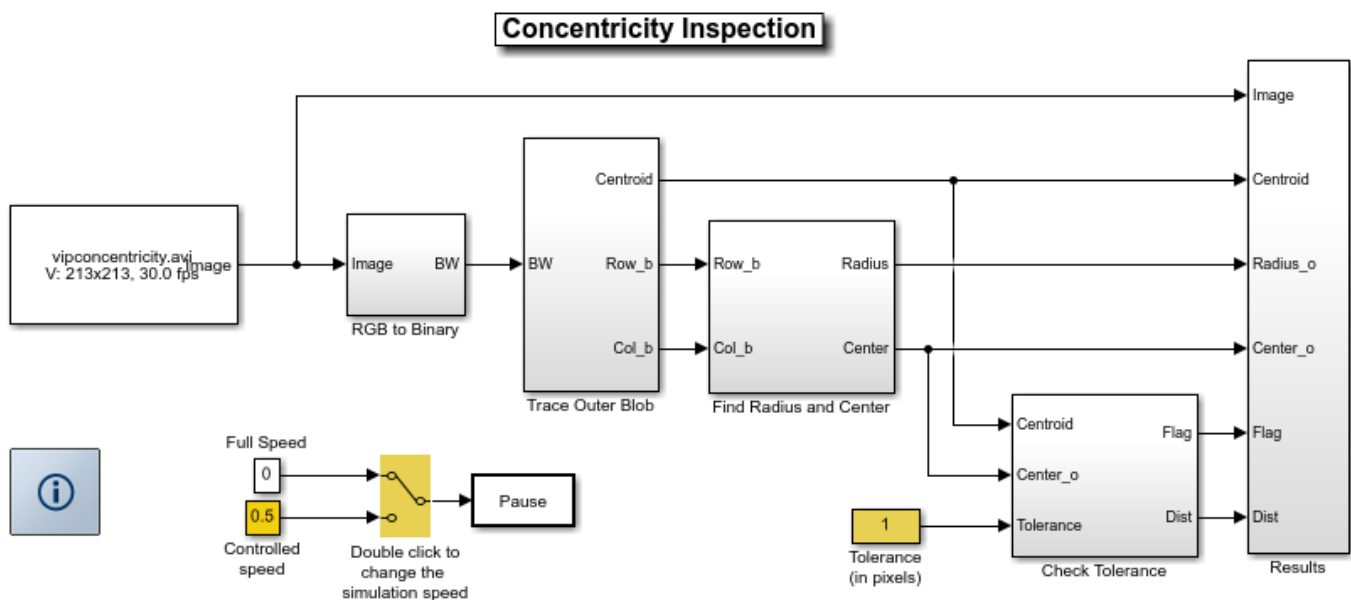 Concentricity Inspection
vipconcentricity.avi
V: 213x213, 30.0 fps
Image
Image
BW
RGB to Binary
BW
Centroid
Row_b
Col_b
Trace Outer Blob
Row_b
Col_b
Radius
Center
Find Radius and Center
Centroid
Center_o
Tolerance
Flag
Dist
Check Tolerance
Image
Centroid
Radius_o
Center_o
Flag
Dist
Results
Full Speed
0
0.5
Controlled
speed
Double click to
change the
simulation speed
Pause
1
Tolerance
(in pixels)